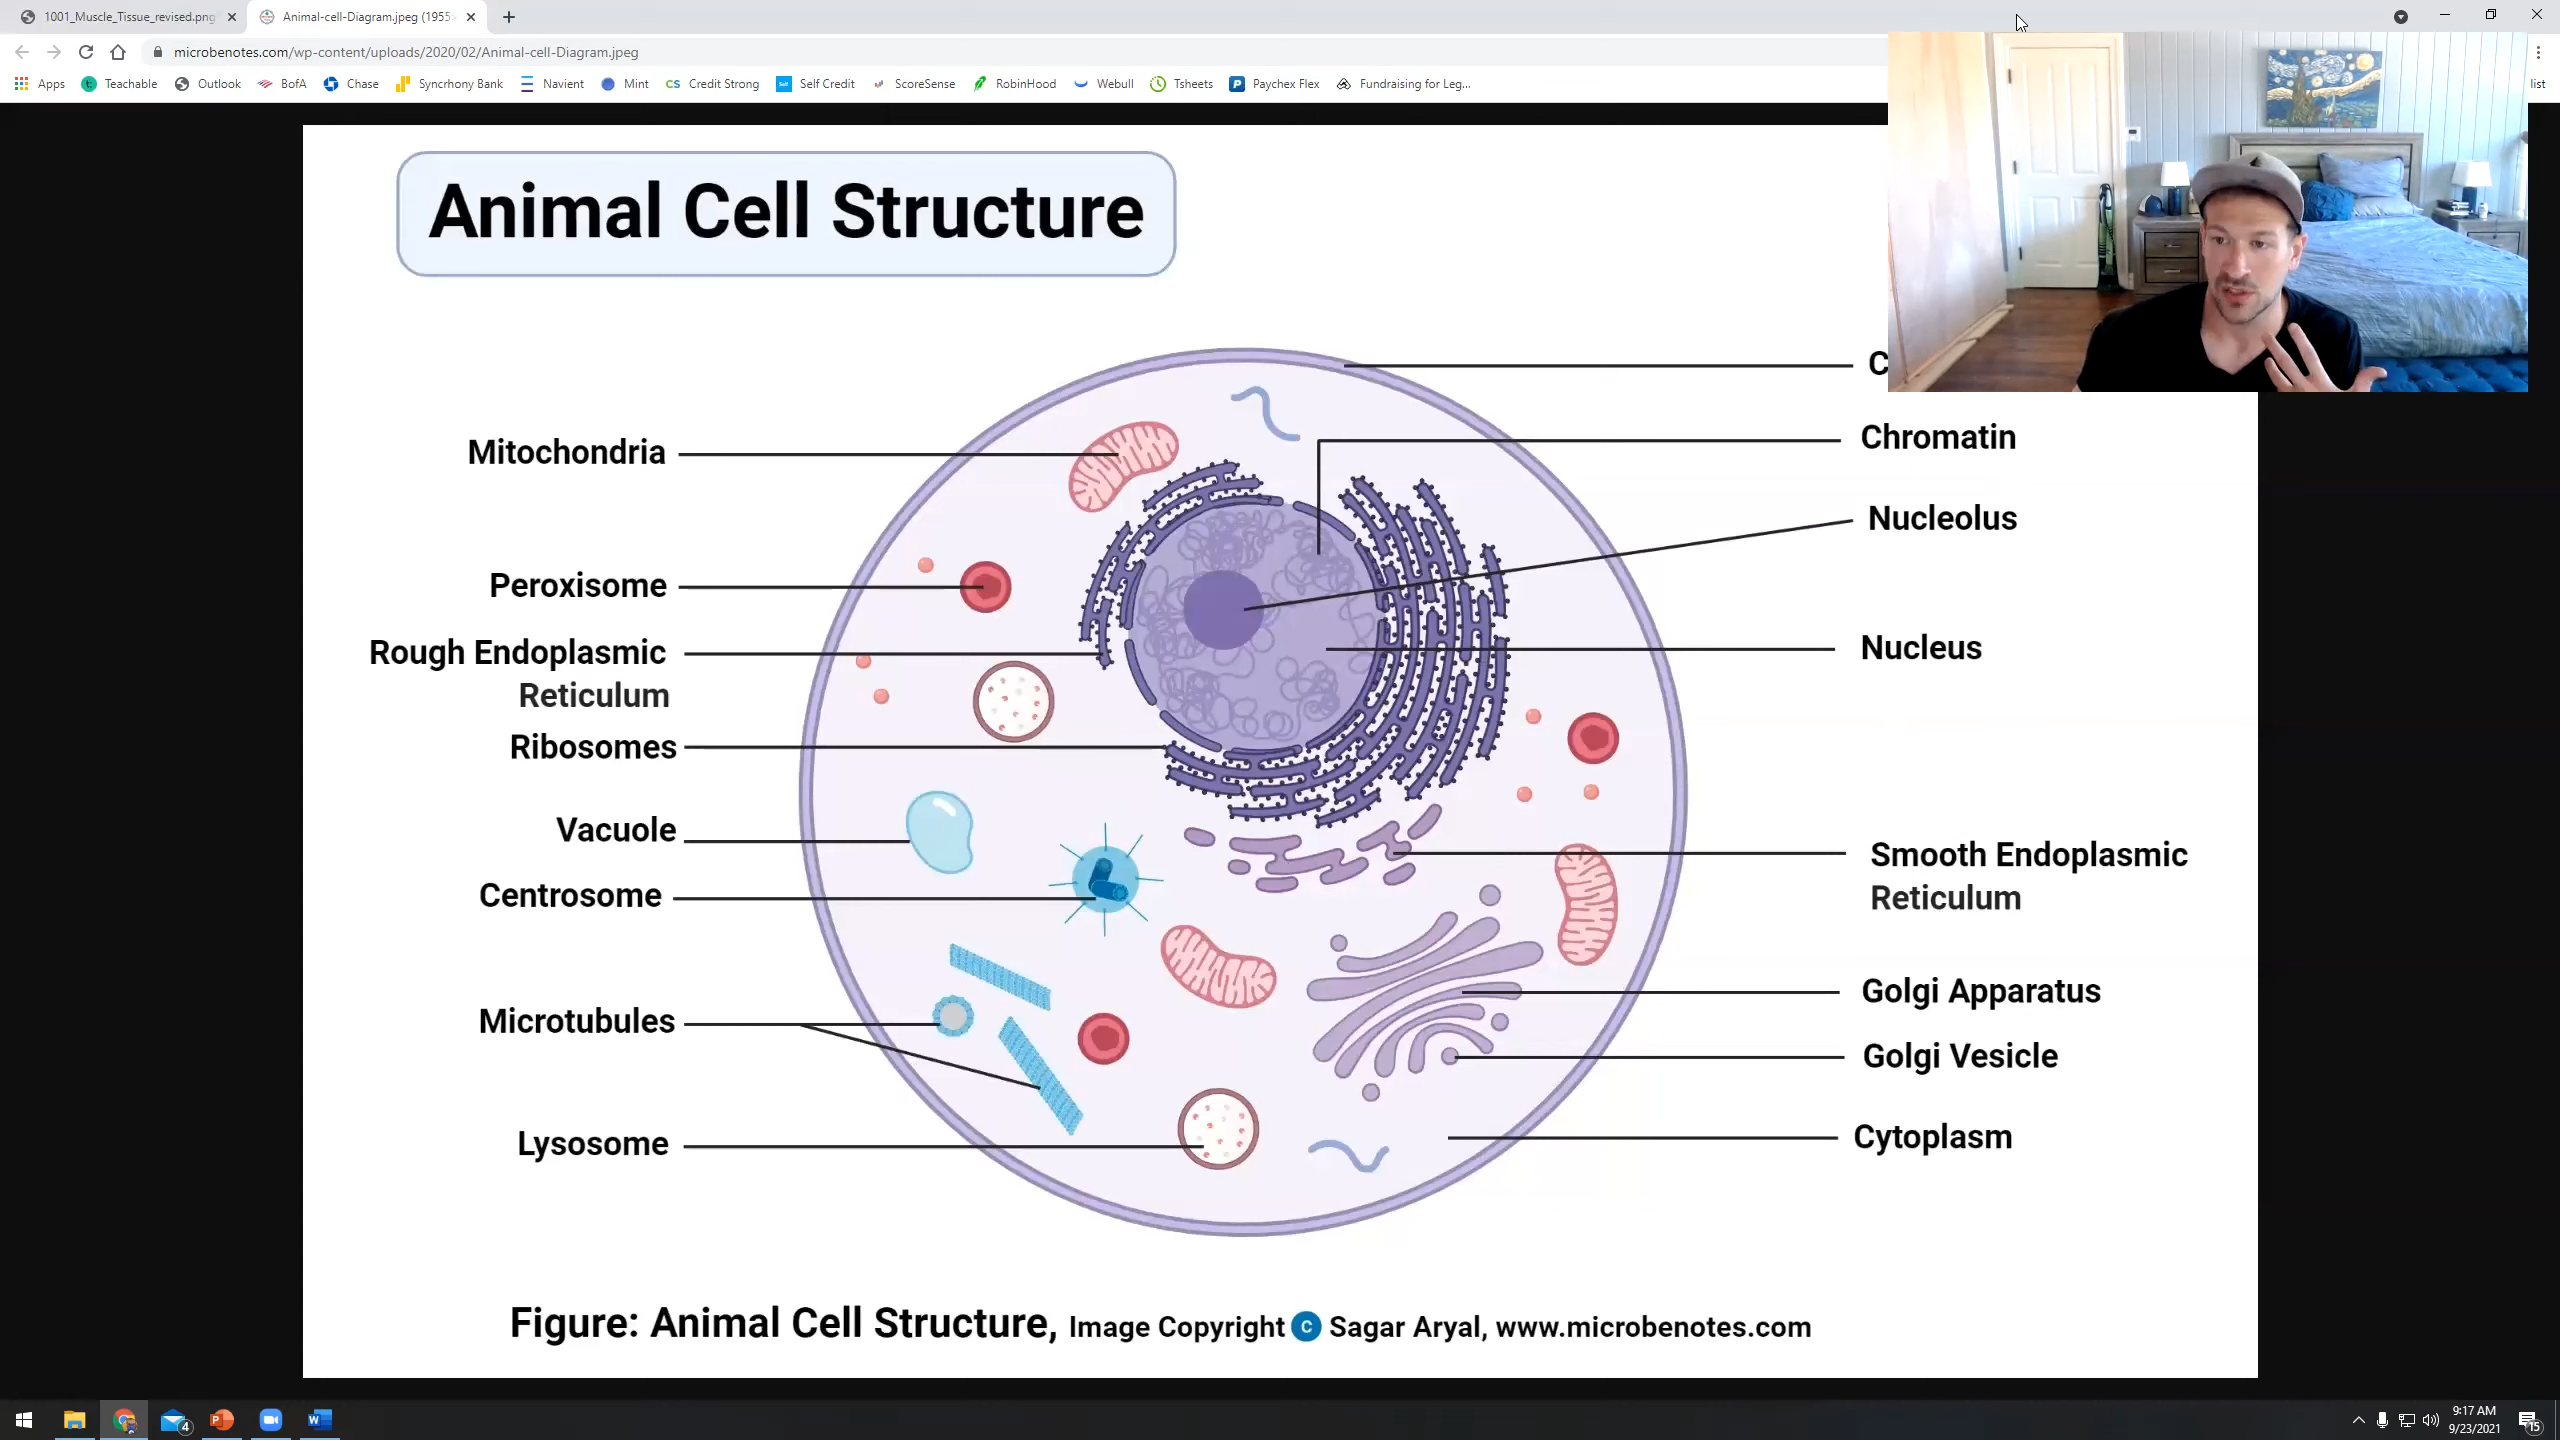 1001_Muscle_Tissue_revised.png
Animal-cell-Diagram.jpeg (1955
microbenotes.com/wp-content/uploads/2020/02/Animal-cell-Diagram.jpeg
Apps Teachable Outlook BofA Chase Syncrhony Bank Navient Mint CS Credit Strong Self Credit ScoreSense RobinHood Webull Tsheets Paychex Flex Fundraising for Leg... list
Animal Cell Structure
C
Mitochondria
Chromatin
Nucleolus
Peroxisome
Rough Endoplasmic
Reticulum
Nucleus
Ribosomes
Vacuole
Smooth Endoplasmic
Reticulum
Centrosome
Golgi Apparatus
Microtubules
Golgi Vesicle
Lysosome
Cytoplasm
Figure: Animal Cell Structure, Image Copyright © Sagar Aryal, www.microbenotes.com
4
9:17 AM
9/23/2021
15